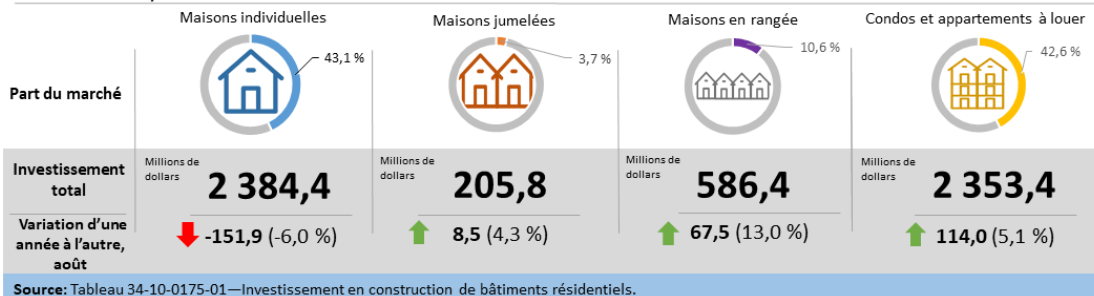 Maisons individuelles
Maisons jumelées
Maisons en rangée
Condos et appartements à louer
43,1 %
3,7 %
10,6 %
42,6 %
Part du marché
Investissement
total
Millions de
dollars
2 384,4
Millions de
dollars
205,8
Millions de
dollars
586,4
Millions de
dollars
2 353,4
Variation d’une
année à l’autre,
août
-151,9 (-6,0 %)
8,5 (4,3 %)
67,5 (13,0 %)
114,0 (5,1 %)
Source: Tableau 34-10-0175-01—Investissement en construction de bâtiments résidentiels.